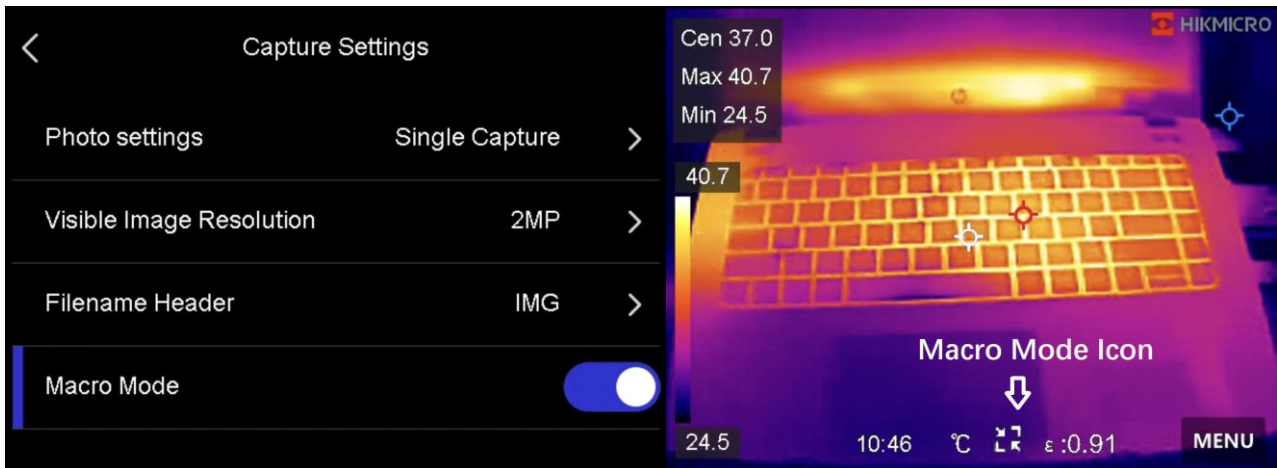 Capture Settings
Photo settings Single Capture
Visible Image Resolution 2MP
Filename Header IMG
Macro Mode
HIKMICRO
Cen 37.0
Max 40.7
Min 24.5
40.7
Macro Mode Icon
24.5 10:46 ℃ ε:0.91 MENU